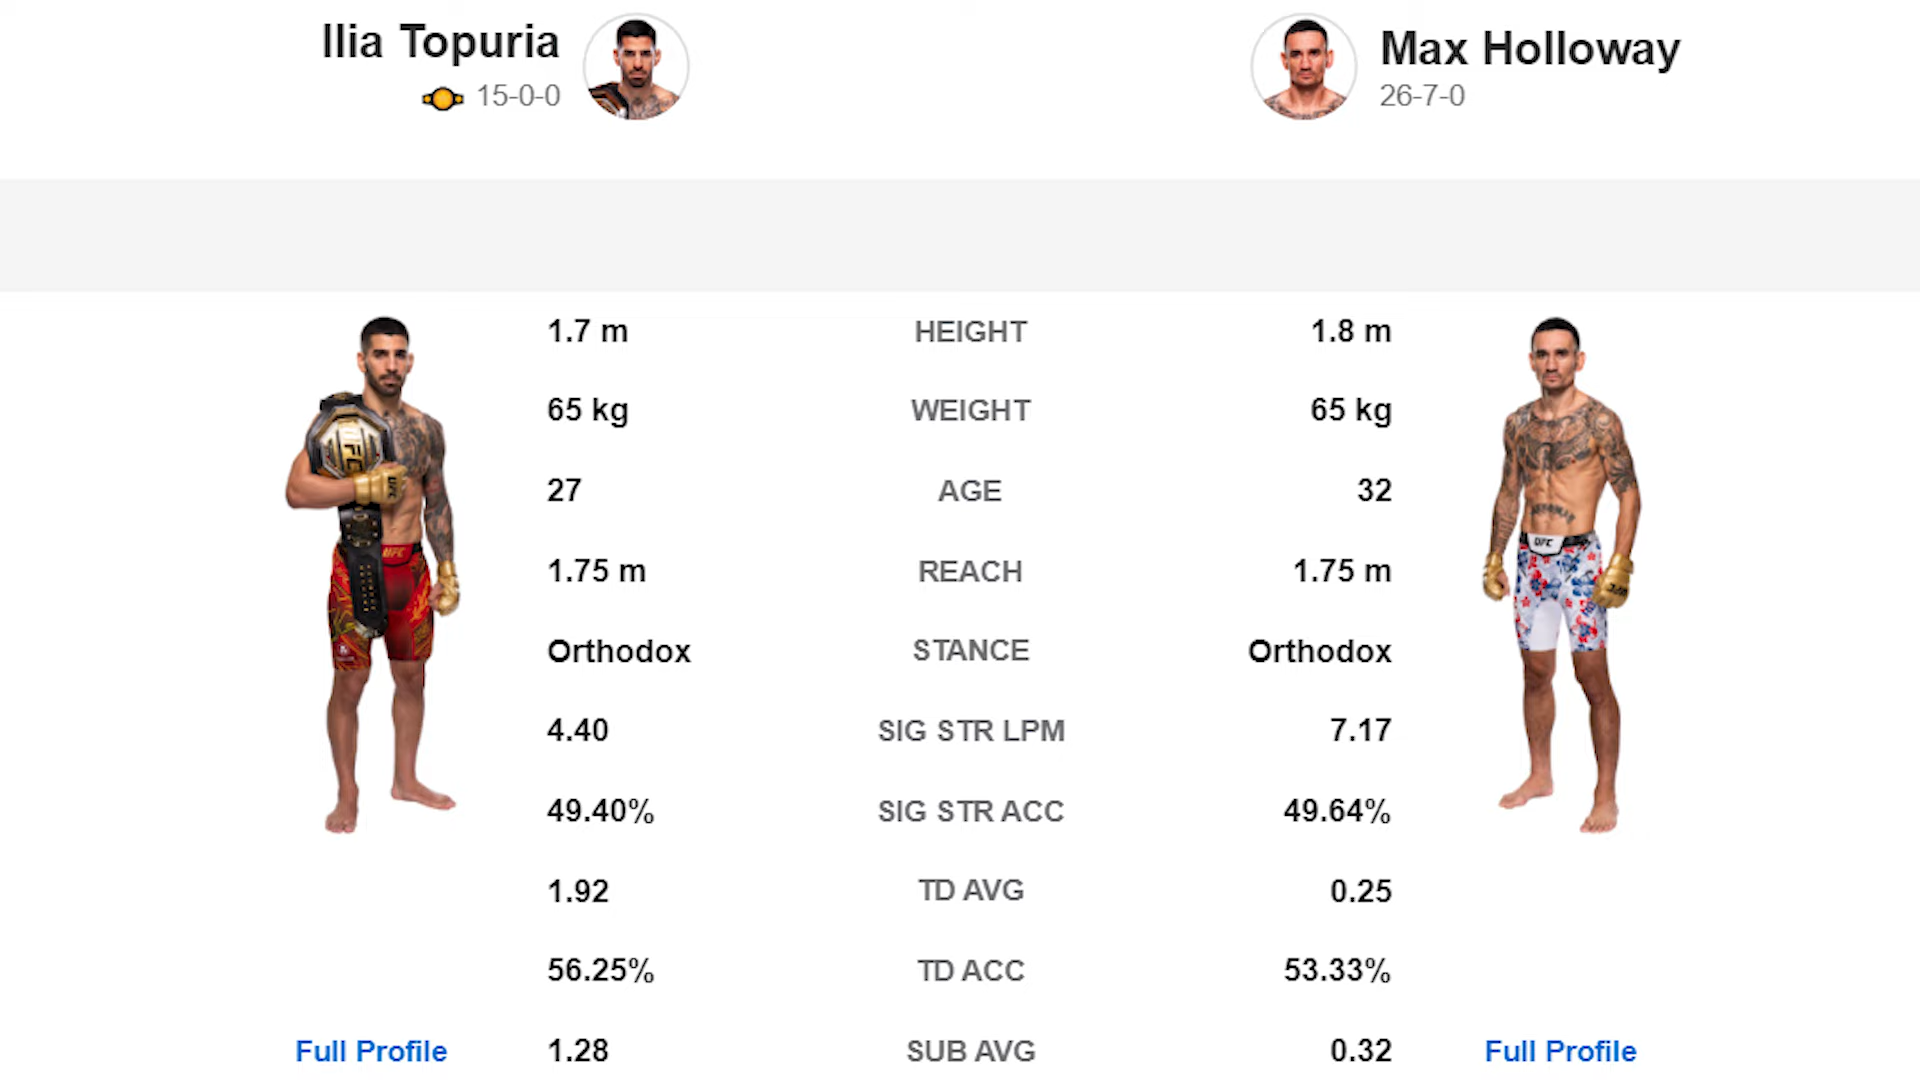 Ilia Topuria
15-0-0
Max Holloway
26-7-0
1.7 m HEIGHT 1.8 m
65 kg WEIGHT 65 kg
27 AGE 32
1.75 m REACH 1.75 m
Orthodox STANCE Orthodox
4.40 SIG STR LPM 7.17
49.40% SIG STR ACC 49.64%
1.92 TD AVG 0.25
56.25% TD ACC 53.33%
Full Profile 1.28 SUB AVG 0.32 Full Profile
UFC
UFC
UFC